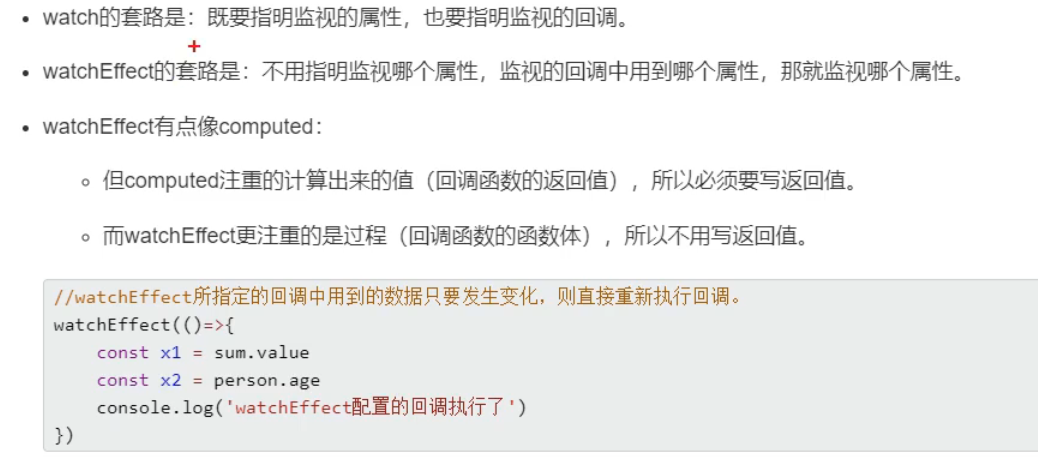 watch的套路是：既要指明监视的属性，也要指明监视的回调。
watchEffect的套路是：不用指明监视哪个属性，监视的回调中用到哪个属性，那就监视哪个属性。
watchEffect有点像computed：
但computed注重的计算出来的值（回调函数的返回值），所以必须要写返回值。
而watchEffect更注重的是过程（回调函数的函数体），所以不用写返回值。
//watchEffect所指定的回调中用到的数据只要发生变化，则直接重新执行回调。
watchEffect(()=>{
    const x1 = sum.value
    const x2 = person.age
    console.log('watchEffect配置的回调执行了')
})